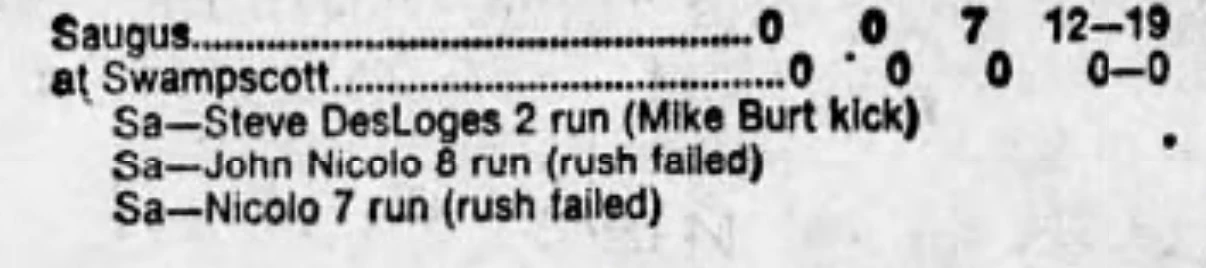 Saugus..........................................................0 0 7 12—19
at Swampscott...............................................0 0 0 0—0
Sa—Steve DesLoges 2 run (Mike Burt kick)
Sa—John Nicolo 8 run (rush failed)
Sa—Nicolo 7 run (rush failed)